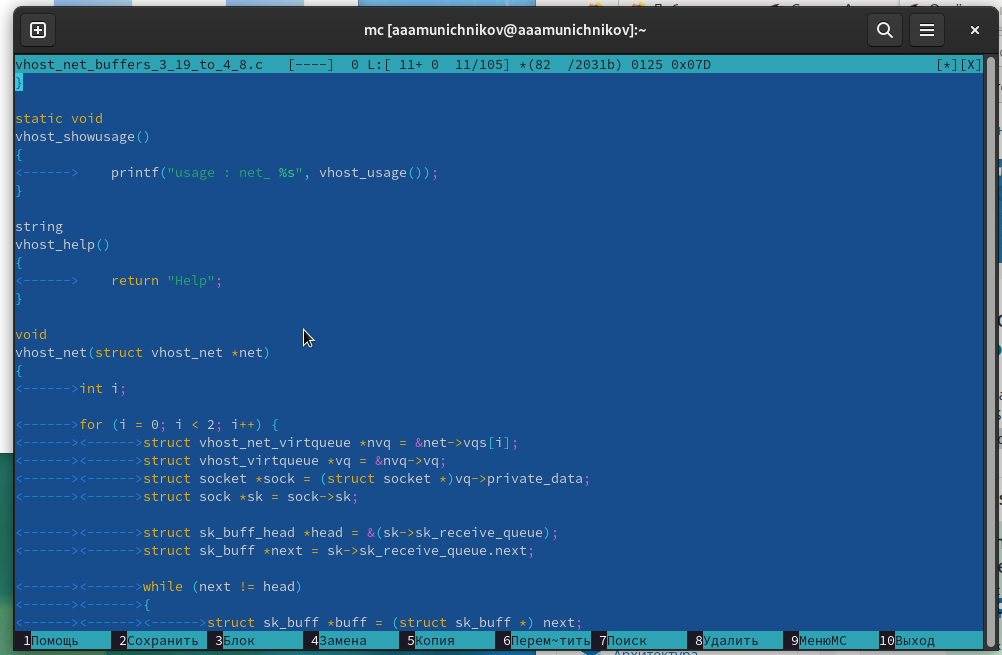 mc [aaamunichnikov@aaamunichnikov]:~
vhost_net_buffers_3_19_to_4_8.c   [----]  0 L:[ 11+ 0  11/105] *(82  /2031b) 0125 0x07D   [*][X]
}
static void
vhost_showusage()
{
<------>    printf("usage : net_ %s", vhost_usage());
}
string
vhost_help()
{
<------>    return "Help";
}
void
vhost_net(struct vhost_net *net)
{
<------>int i;
<------>for (i = 0; i < 2; i++) {
<------><------>struct vhost_net_virtqueue *nvq = &net->vqs[i];
<------><------>struct vhost_virtqueue *vq = &nvq->vq;
<------><------>struct socket *sock = (struct socket *)vq->private_data;
<------><------>struct sock *sk = sock->sk;
<------><------>struct sk_buff_head *head = &(sk->sk_receive_queue);
<------><------>struct sk_buff *next = sk->sk_receive_queue.next;
<------><------>while (next != head)
<------><------>{
<------><------><------>struct sk_buff *buff = (struct sk_buff *) next;
1Помощь 2Сохранить 3Блок 4Замена 5Копия 6Перем~тить 7Поиск 8Удалить 9МенюMC 10Выход